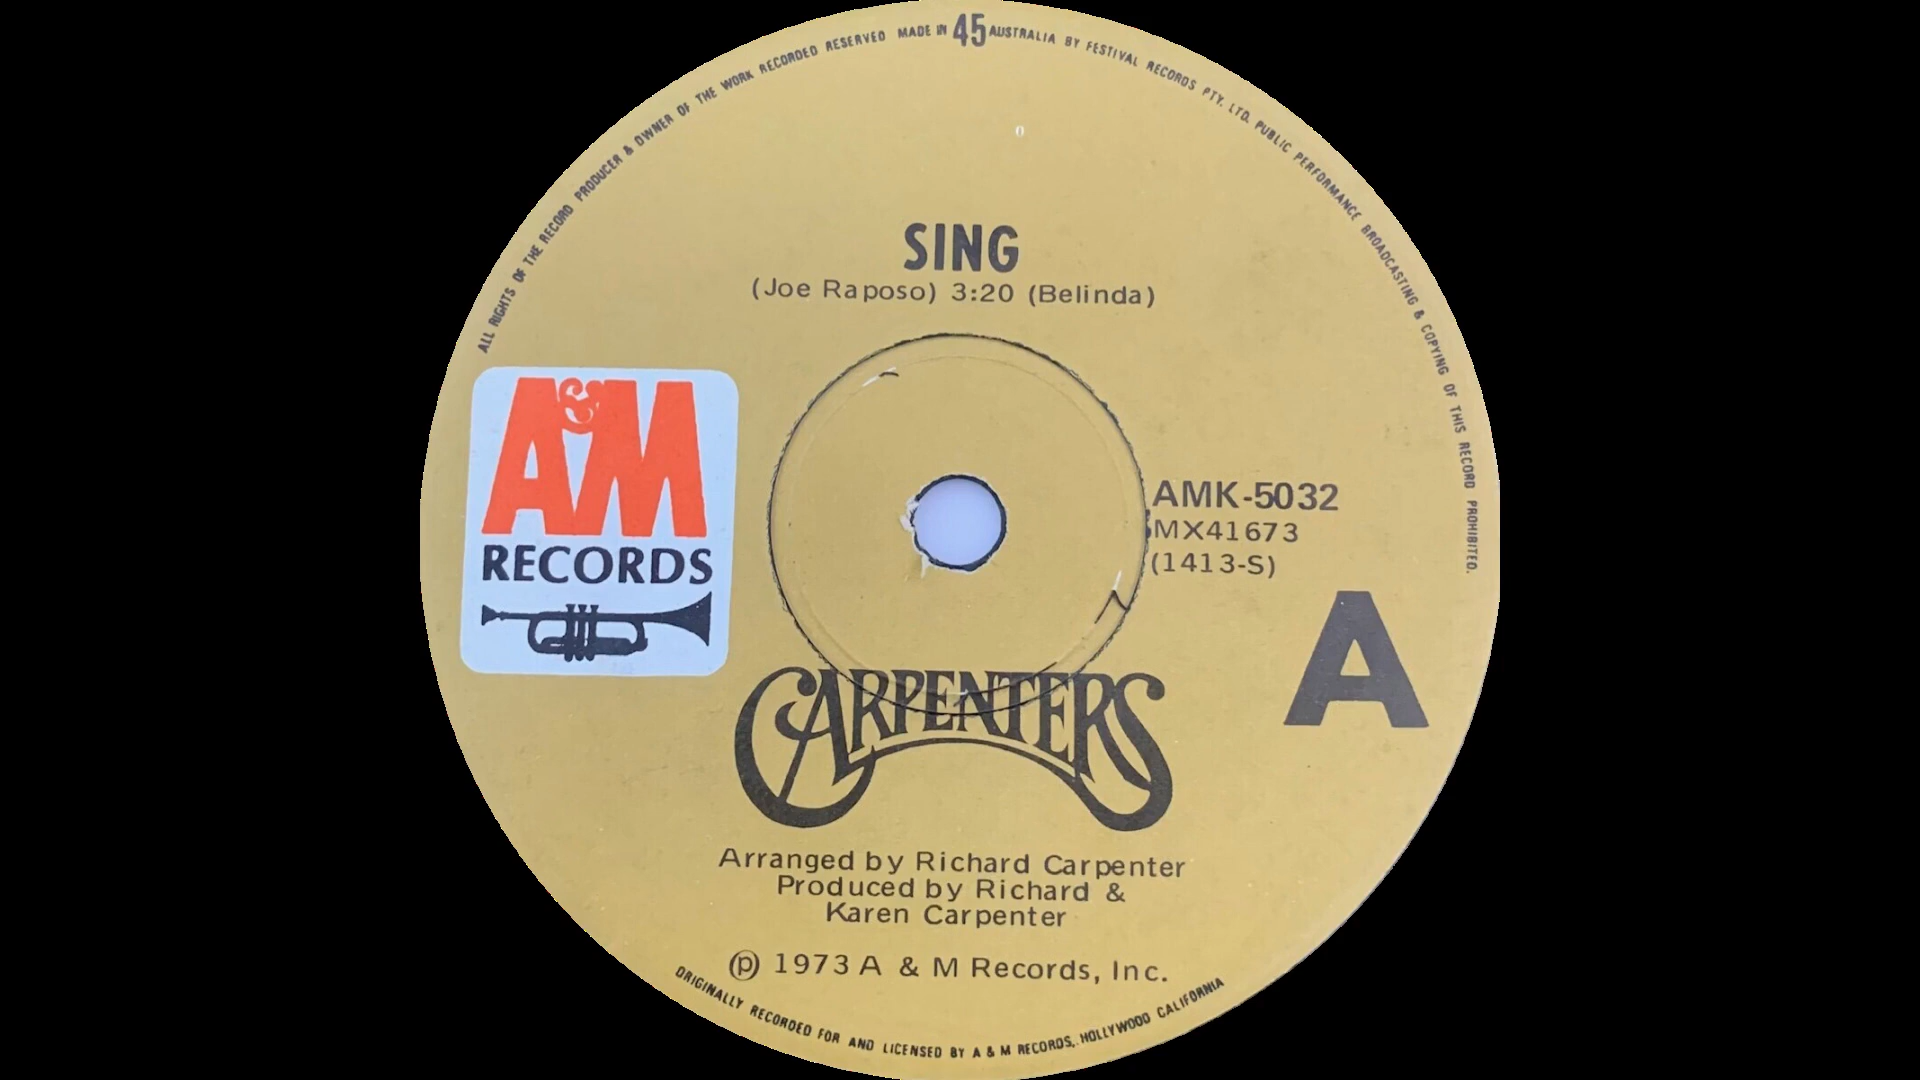 ALL RIGHTS OF THE RECORD PRODUCER & OWNER OF THE WORK RECORDED RESERVED MADE IN 45 AUSTRALIA BY FESTIVAL RECORDS PTY. LTD. PUBLIC PERFORMANCE BROADCASTING & COPYING OF THIS RECORD PROHIBITED.
SING
(Joe Raposo) 3:20 (Belinda)
A&M
RECORDS
AMK-5032
MX41673
(1413-S)
A
CARPENTERS
Arranged by Richard Carpenter
Produced by Richard &
Karen Carpenter
℗ 1973 A & M Records, Inc.
ORIGINALLY RECORDED FOR AND LICENSED BY A & M RECORDS, HOLLYWOOD CALIFORNIA